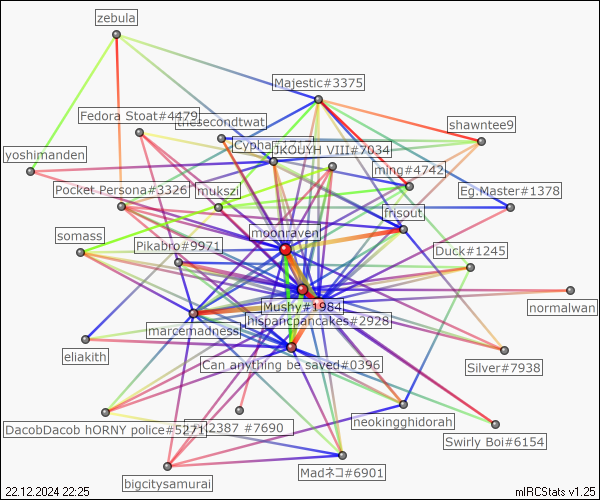 zebula
Majestic#3375
Fedora Stoat#4479
thesecondtwat
shawntee9
JKOUYH VIII#7034
yoshimanden
ming#4742
Pocket Persona#3326
mukszi
Eg.Master#1378
frisout
somass
moonraven
Pikabro#9971
Duck#1245
Mushy#1984
normalwan
hispanicpancakes#2928
marcemadness
eliakith
Can anything be saved#0396
Silver#7938
DacobDacob hORNY police#5271
#7690
neokingghidorah
Swirly Boi#6154
Madネコ#6901
bigcitysamurai
22.12.2024 22:25
mIRCStats v1.25